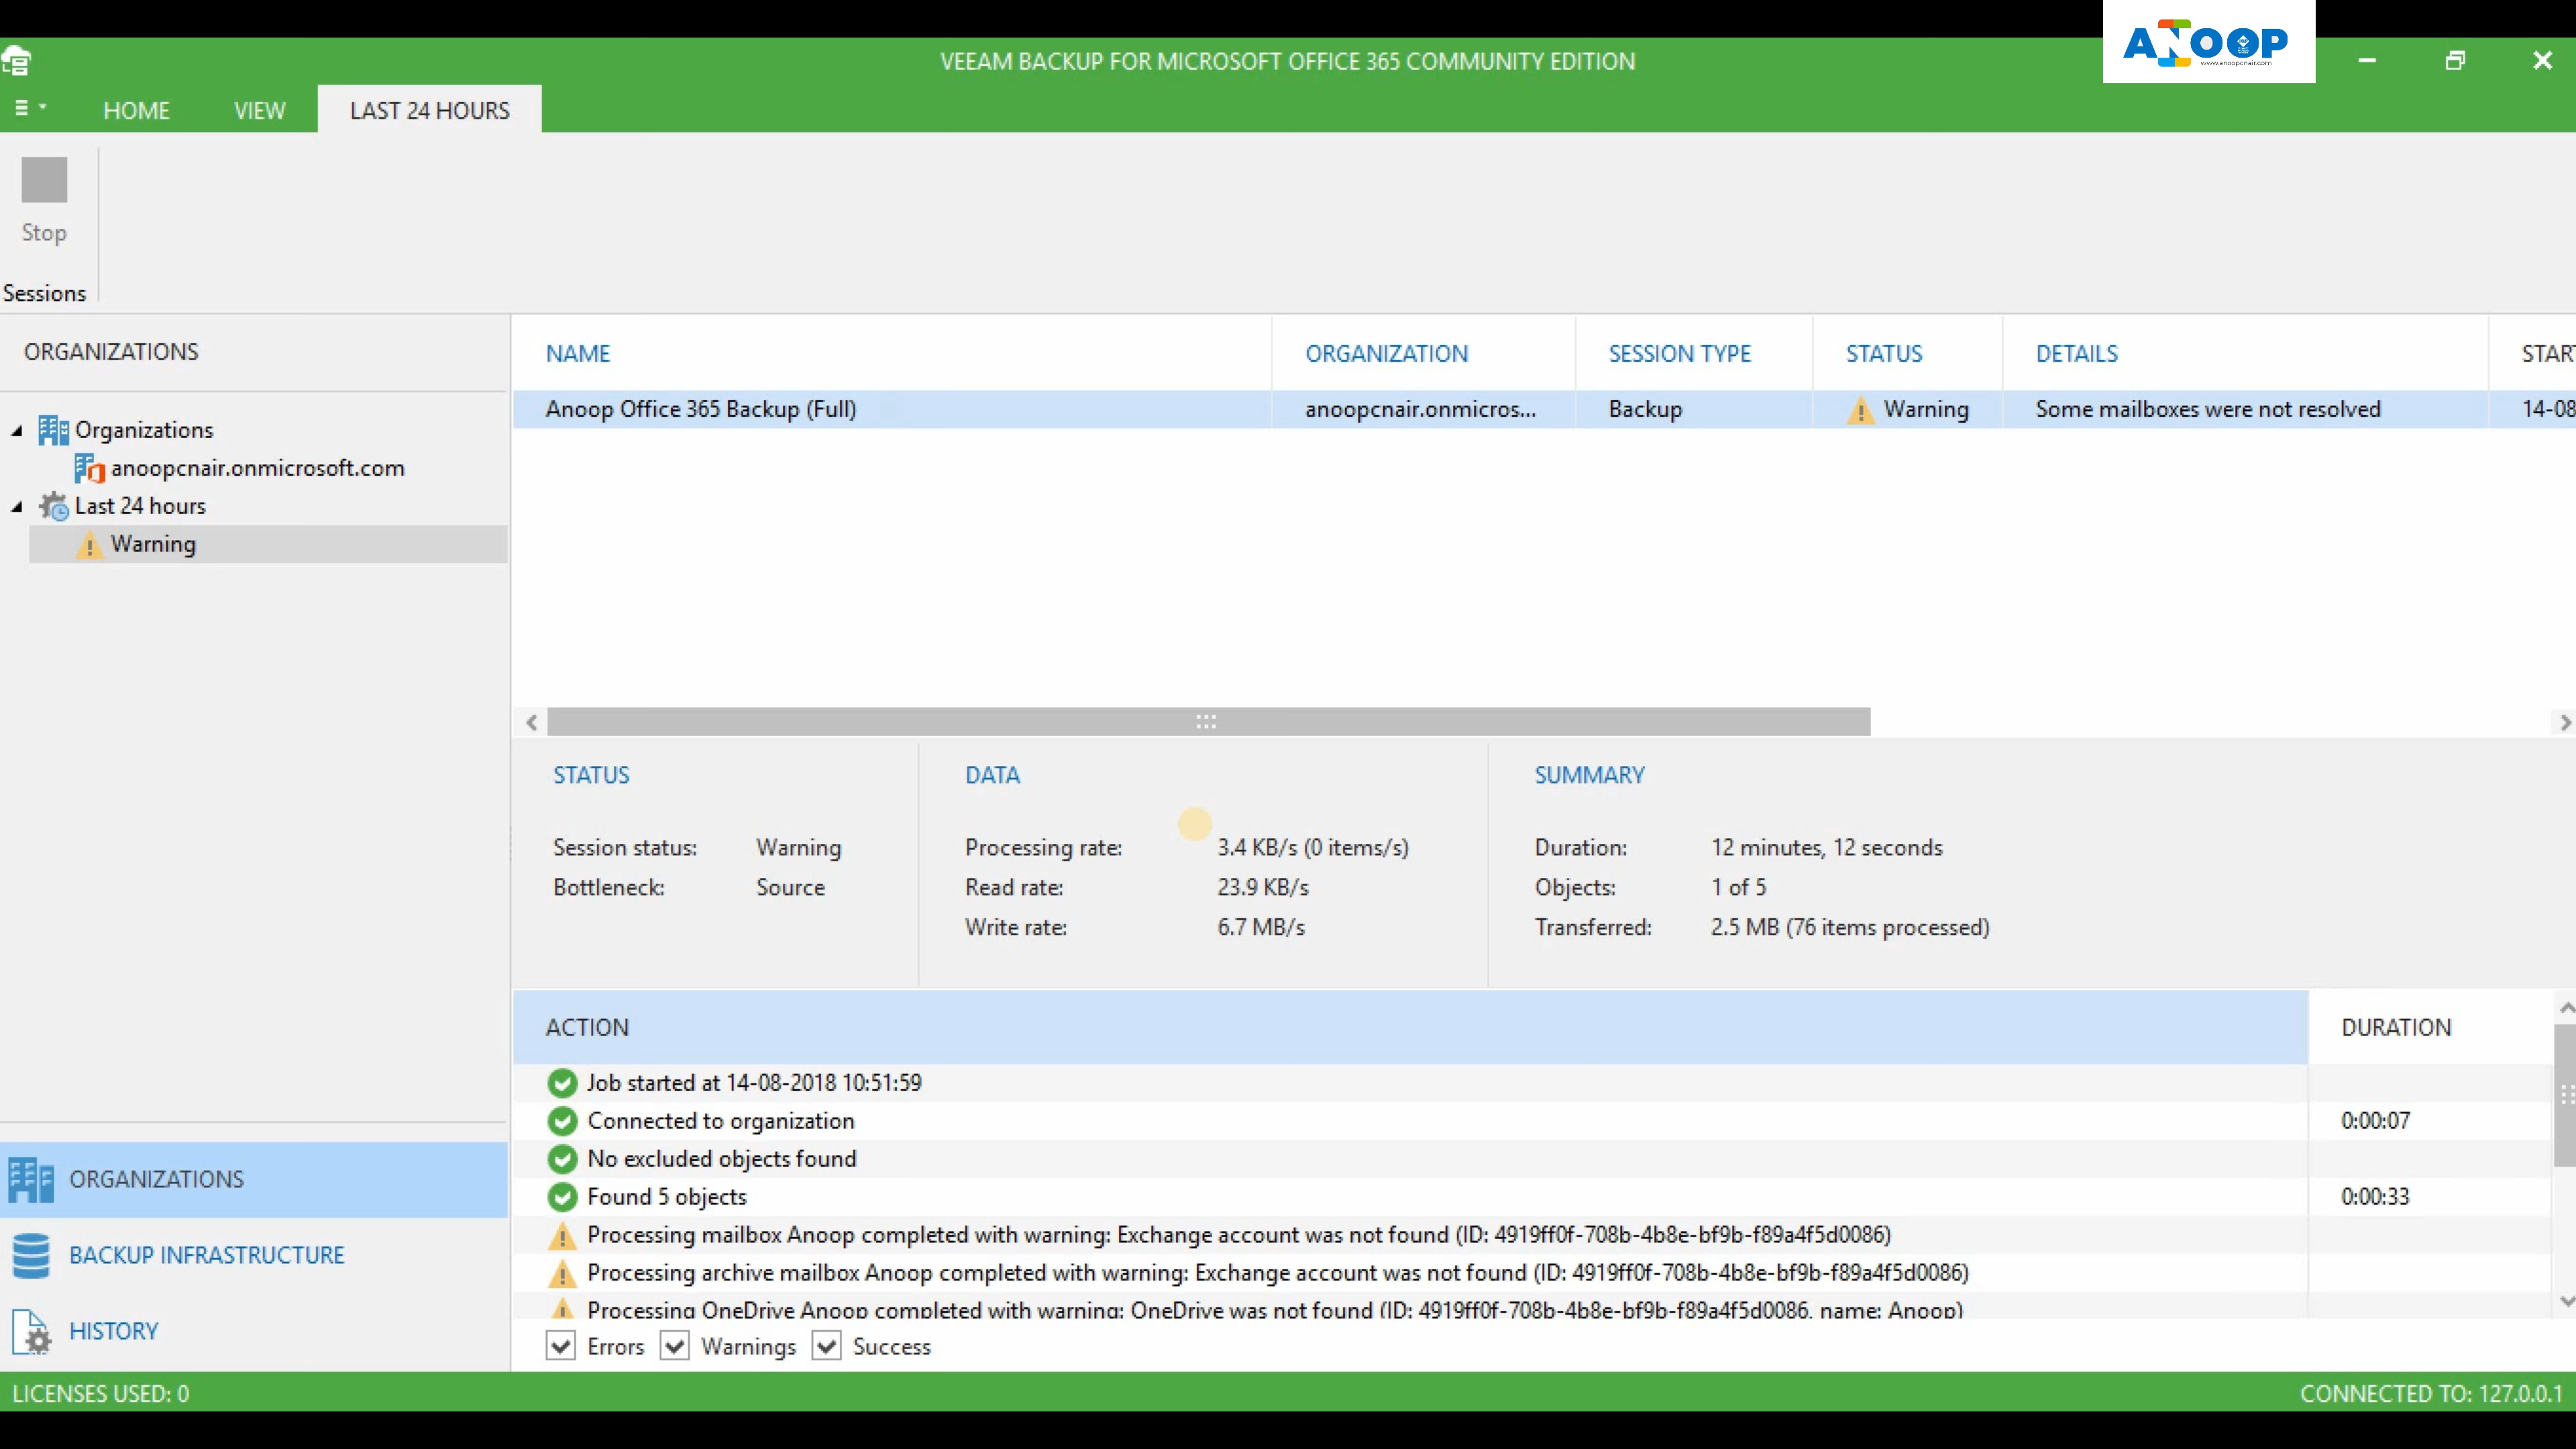 ANOOP
www.anoopcnair.com
VEEAM BACKUP FOR MICROSOFT OFFICE 365 COMMUNITY EDITION
HOME VIEW LAST 24 HOURS
Stop
Sessions
ORGANIZATIONS
Organizations
anoopcnair.onmicrosoft.com
Last 24 hours
Warning
NAME ORGANIZATION SESSION TYPE STATUS DETAILS START
Anoop Office 365 Backup (Full) anoopcnair.onmicros... Backup Warning Some mailboxes were not resolved 14-08
STATUS
Session status: Warning
Bottleneck: Source
DATA
Processing rate: 3.4 KB/s (0 items/s)
Read rate: 23.9 KB/s
Write rate: 6.7 MB/s
SUMMARY
Duration: 12 minutes, 12 seconds
Objects: 1 of 5
Transferred: 2.5 MB (76 items processed)
ACTION DURATION
Job started at 14-08-2018 10:51:59
Connected to organization 0:00:07
No excluded objects found
Found 5 objects 0:00:33
Processing mailbox Anoop completed with warning: Exchange account was not found (ID: 4919ff0f-708b-4b8e-bf9b-f89a4f5d0086)
Processing archive mailbox Anoop completed with warning: Exchange account was not found (ID: 4919ff0f-708b-4b8e-bf9b-f89a4f5d0086)
Processing OneDrive Anoop completed with warning: OneDrive was not found (ID: 4919ff0f-708b-4b8e-bf9b-f89a4f5d0086, name: Anoop)
Errors Warnings Success
ORGANIZATIONS
BACKUP INFRASTRUCTURE
HISTORY
LICENSES USED: 0
CONNECTED TO: 127.0.0.1